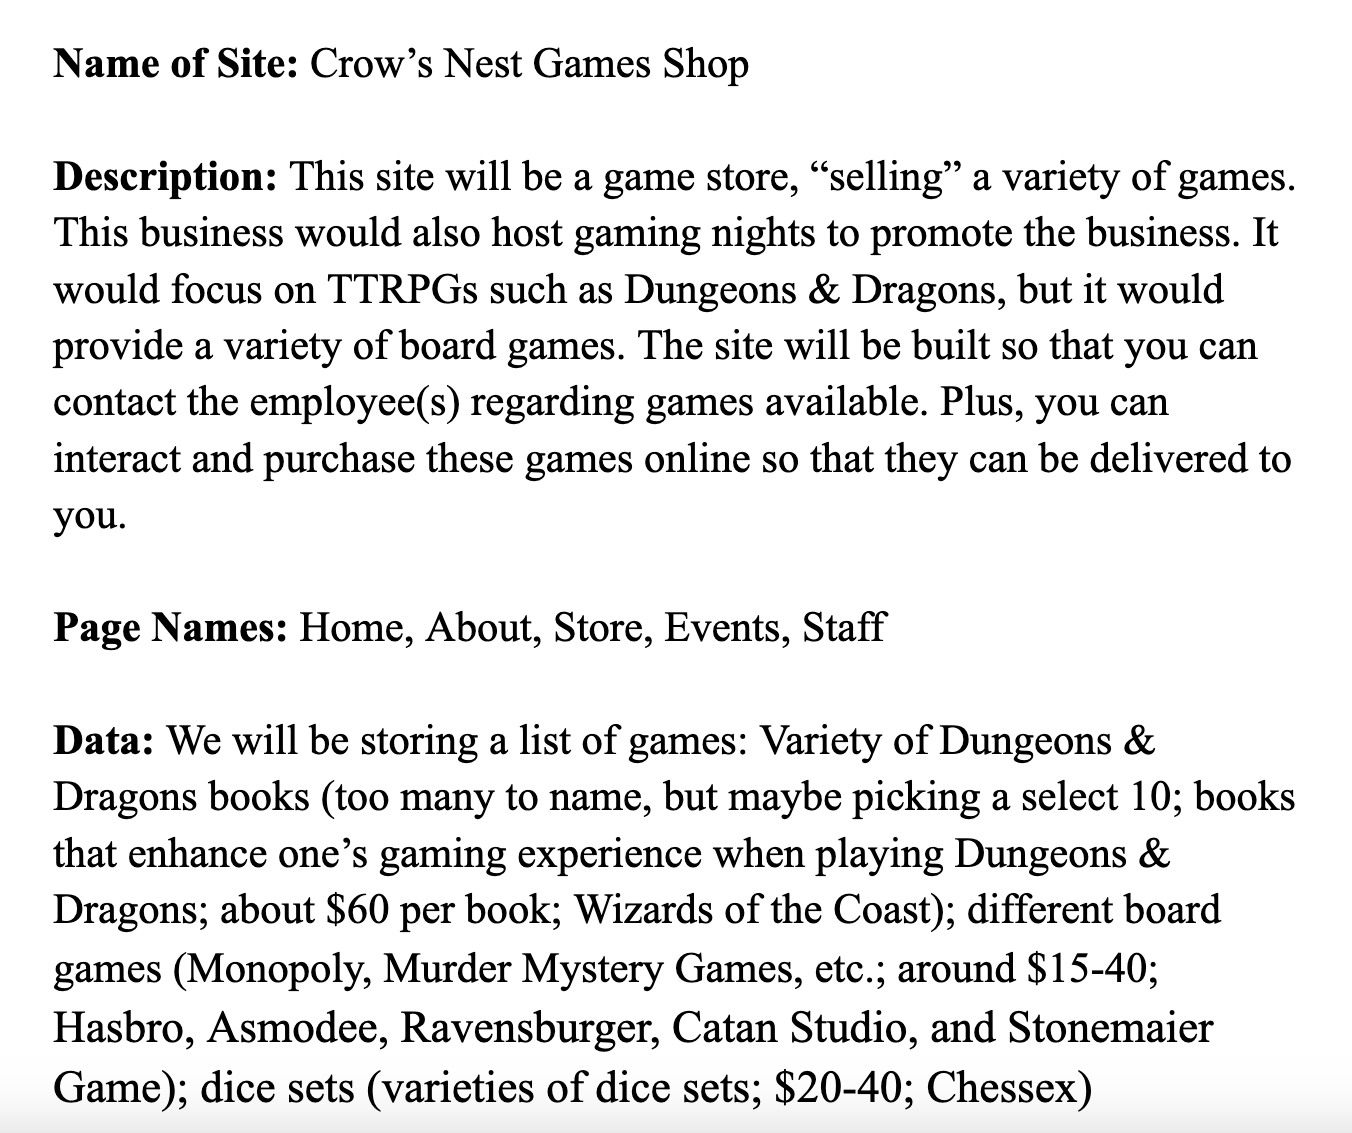 Name of Site: Crow’s Nest Games Shop
Description: This site will be a game store, “selling” a variety of games.
This business would also host gaming nights to promote the business. It
would focus on TTRPGs such as Dungeons & Dragons, but it would
provide a variety of board games. The site will be built so that you can
contact the employee(s) regarding games available. Plus, you can
interact and purchase these games online so that they can be delivered to
you.
Page Names: Home, About, Store, Events, Staff
Data: We will be storing a list of games: Variety of Dungeons &
Dragons books (too many to name, but maybe picking a select 10; books
that enhance one’s gaming experience when playing Dungeons &
Dragons; about $60 per book; Wizards of the Coast); different board
games (Monopoly, Murder Mystery Games, etc.; around $15-40;
Hasbro, Asmodee, Ravensburger, Catan Studio, and Stonemaier
Game); dice sets (varieties of dice sets; $20-40; Chessex)